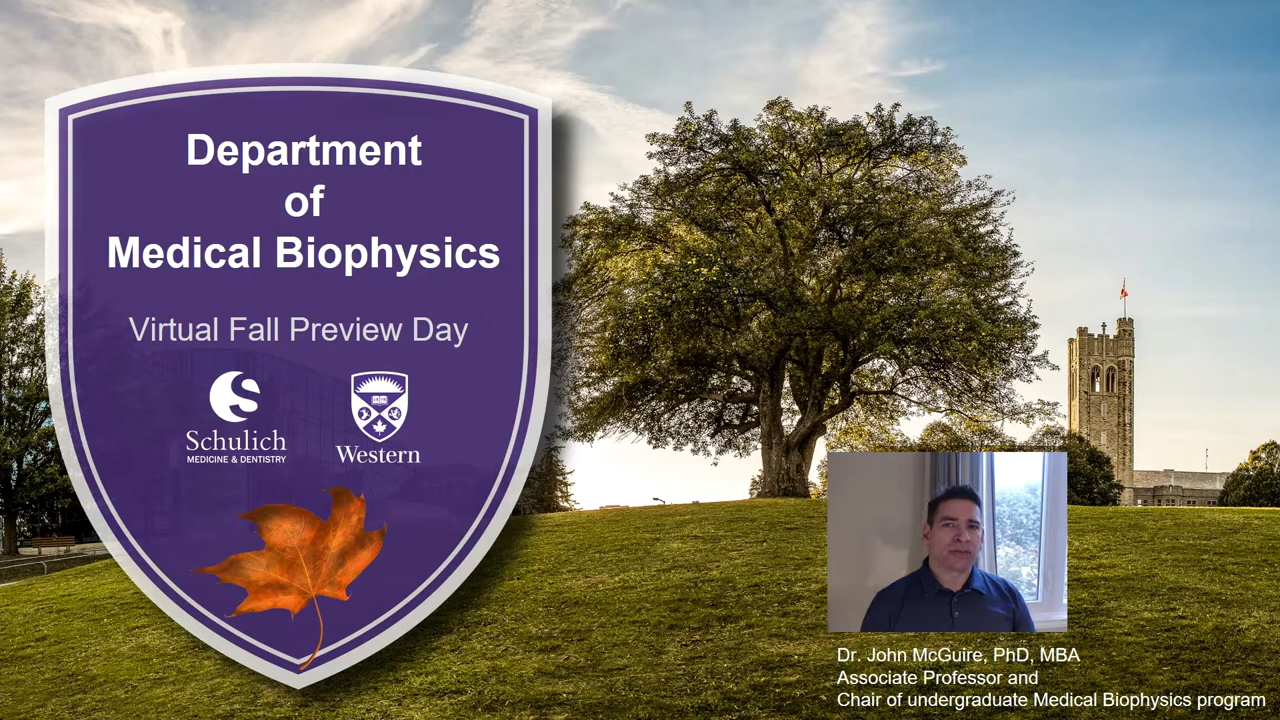 Department
of
Medical Biophysics
Virtual Fall Preview Day
Schulich
MEDICINE & DENTISTRY
Western
Dr. John McGuire, PhD, MBA
Associate Professor and
Chair of undergraduate Medical Biophysics program